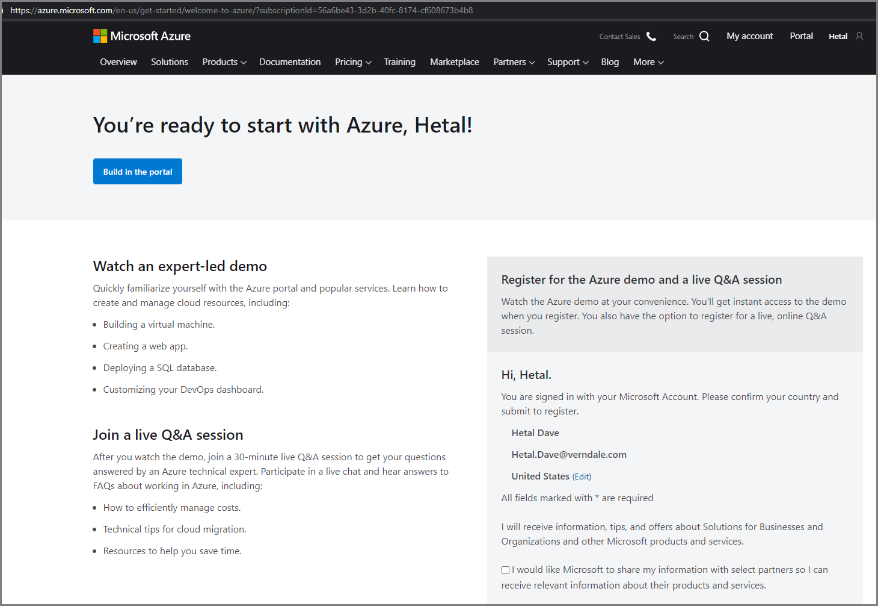 https://azure.microsoft.com/en-us/get-started/welcome-to-azure/?subscriptionId=56a6be43-3d2b-40fc-8174-cf608673b4b8
Microsoft Azure
Contact Sales
Search
My account
Portal
Hetal
Overview
Solutions
Products
Documentation
Pricing
Training
Marketplace
Partners
Support
Blog
More
You're ready to start with Azure, Hetal!
Build in the portal
Watch an expert-led demo
Quickly familiarize yourself with the Azure portal and popular services. Learn how to
create and manage cloud resources, including:
• Building a virtual machine.
• Creating a web app.
• Deploying a SQL database.
• Customizing your DevOps dashboard.
Join a live Q&A session
After you watch the demo, join a 30-minute live Q&A session to get your questions
answered by an Azure technical expert. Participate in a live chat and hear answers to
FAQs about working in Azure, including:
• How to efficiently manage costs.
• Technical tips for cloud migration.
• Resources to help you save time.
Register for the Azure demo and a live Q&A session
Watch the Azure demo at your convenience. You'll get instant access to the demo
when you register. You also have the option to register for a live, online Q&A
session.
Hi, Hetal.
You are signed in with your Microsoft Account. Please confirm your country and
submit to register.
Hetal Dave
Hetal.Dave@verndale.com
United States (Edit)
All fields marked with * are required
I will receive information, tips, and offers about Solutions for Businesses and
Organizations and other Microsoft products and services.
I would like Microsoft to share my information with select partners so I can
receive relevant information about their products and services.